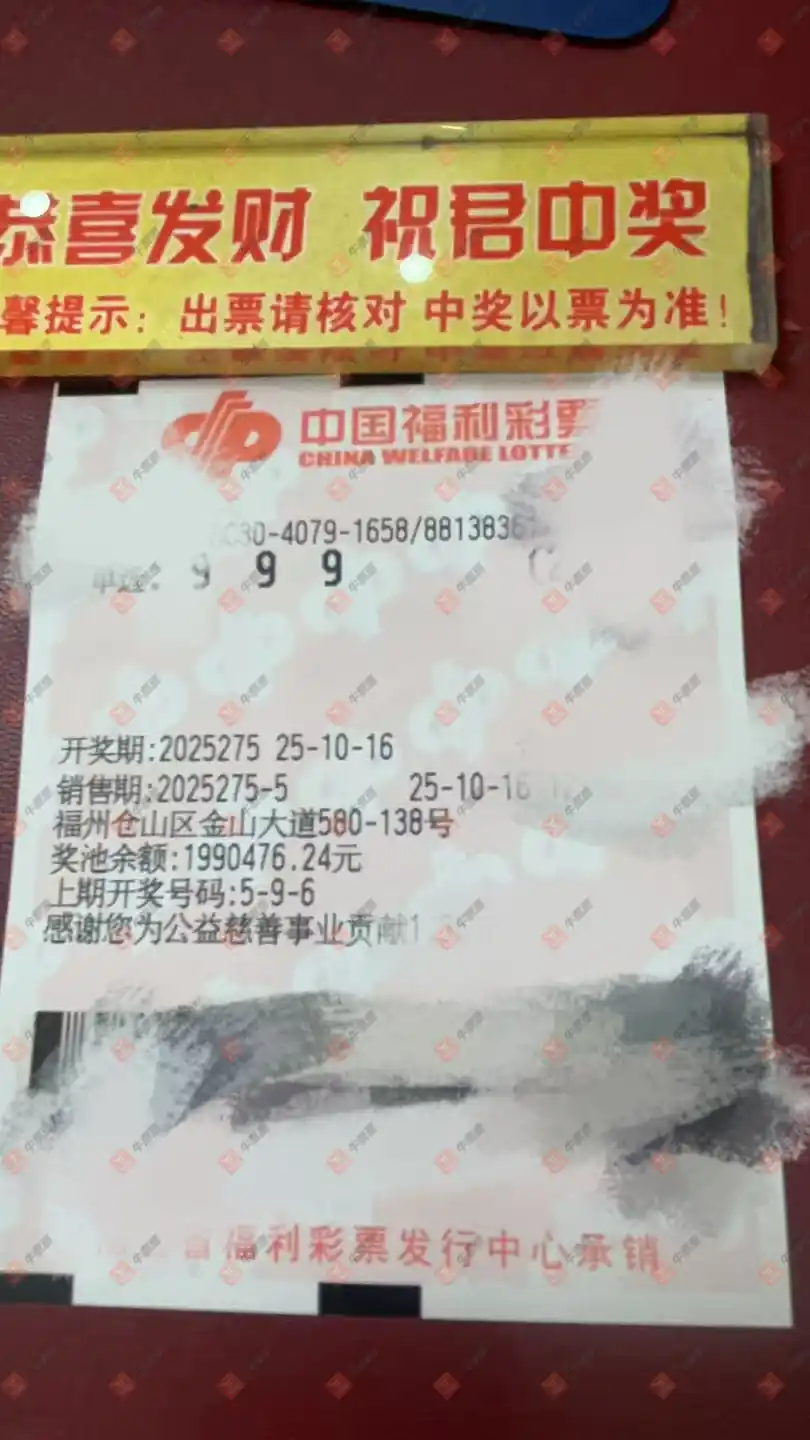 恭喜发财 祝君中奖
馨提示：出票请核对 中奖以票为准！
中国福利彩票
CHINA WELFARE LOTTE
30-4079-1658/8813836
单选: 9 9 9
开奖期:2025275 25-10-16
销售期:2025275-5 25-10-16
福州仓山区金山大道580-138号
奖池余额:1990476.24元
上期开奖号码:5-9-6
感谢您为公益慈善事业贡献1
省福利彩票发行中心承销